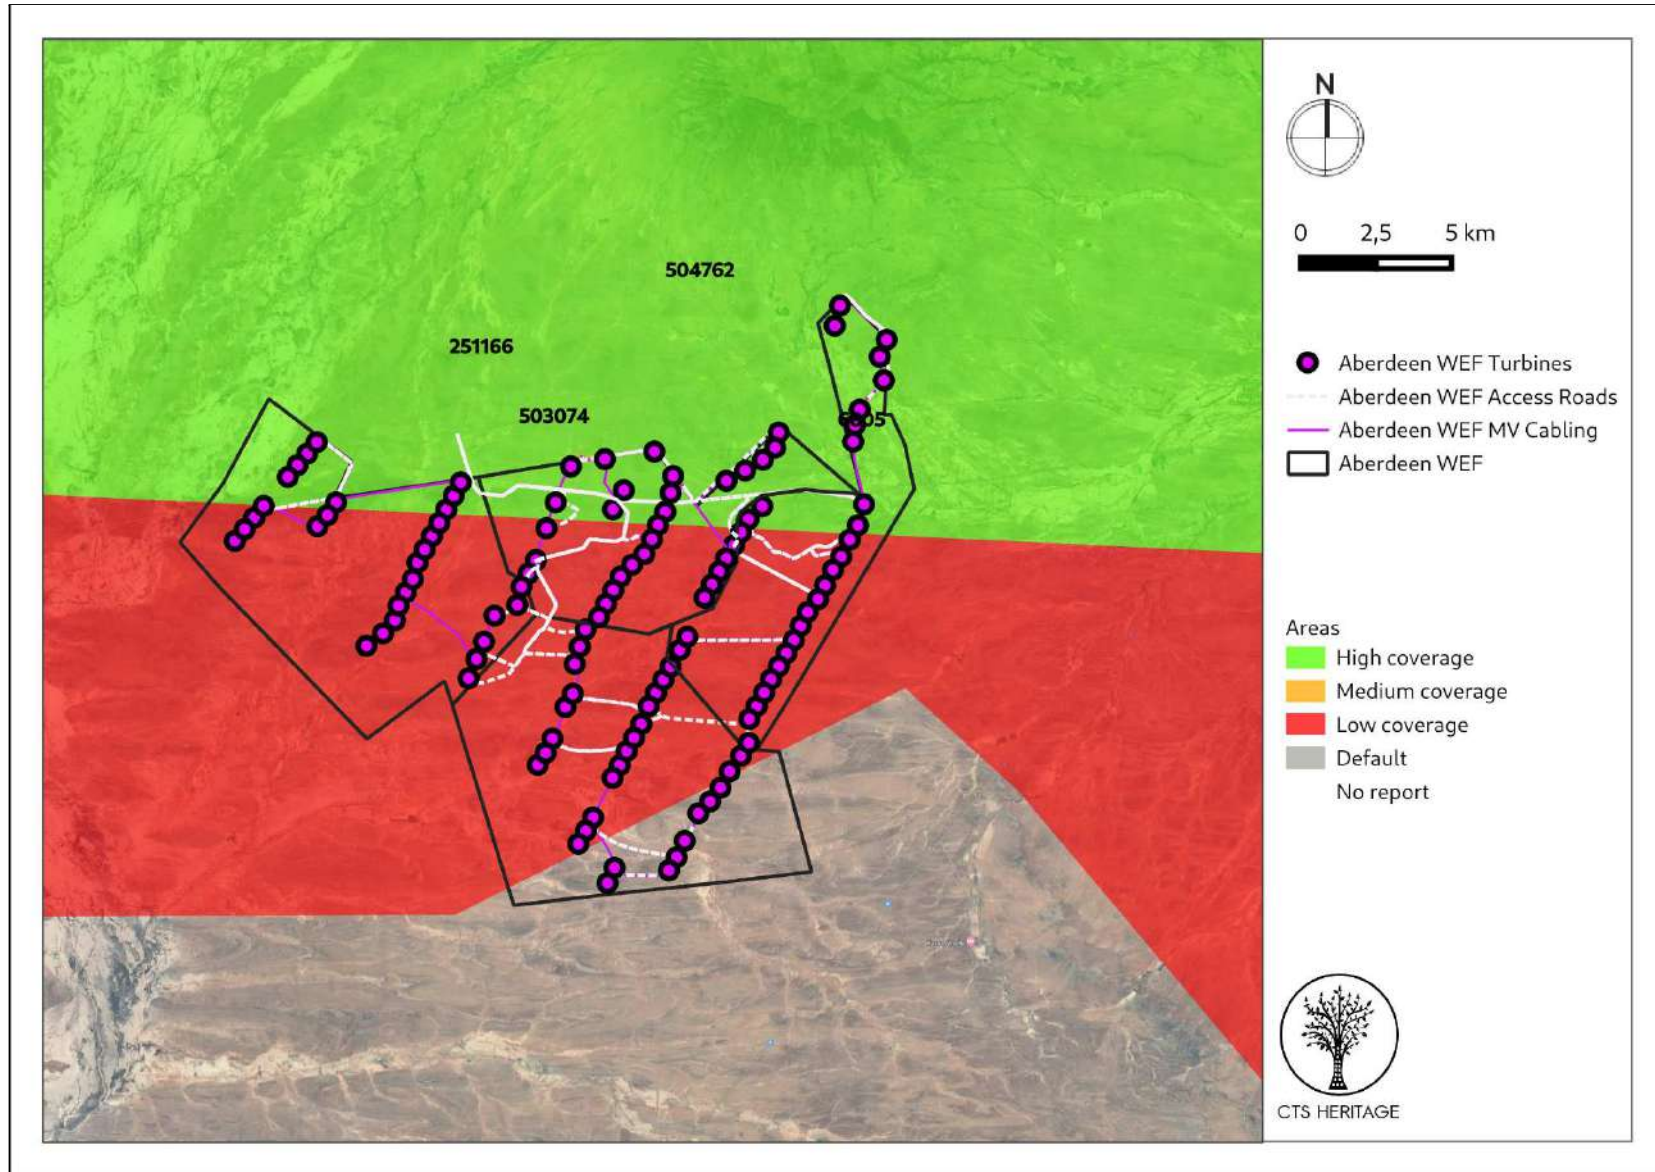 504762
251166
503074
N
0 2,5 5 km
Aberdeen WEF Turbines
Aberdeen WEF Access Roads
Aberdeen WEF MV Cabling
Aberdeen WEF
Areas
High coverage
Medium coverage
Low coverage
Default
No report
CTS HERITAGE